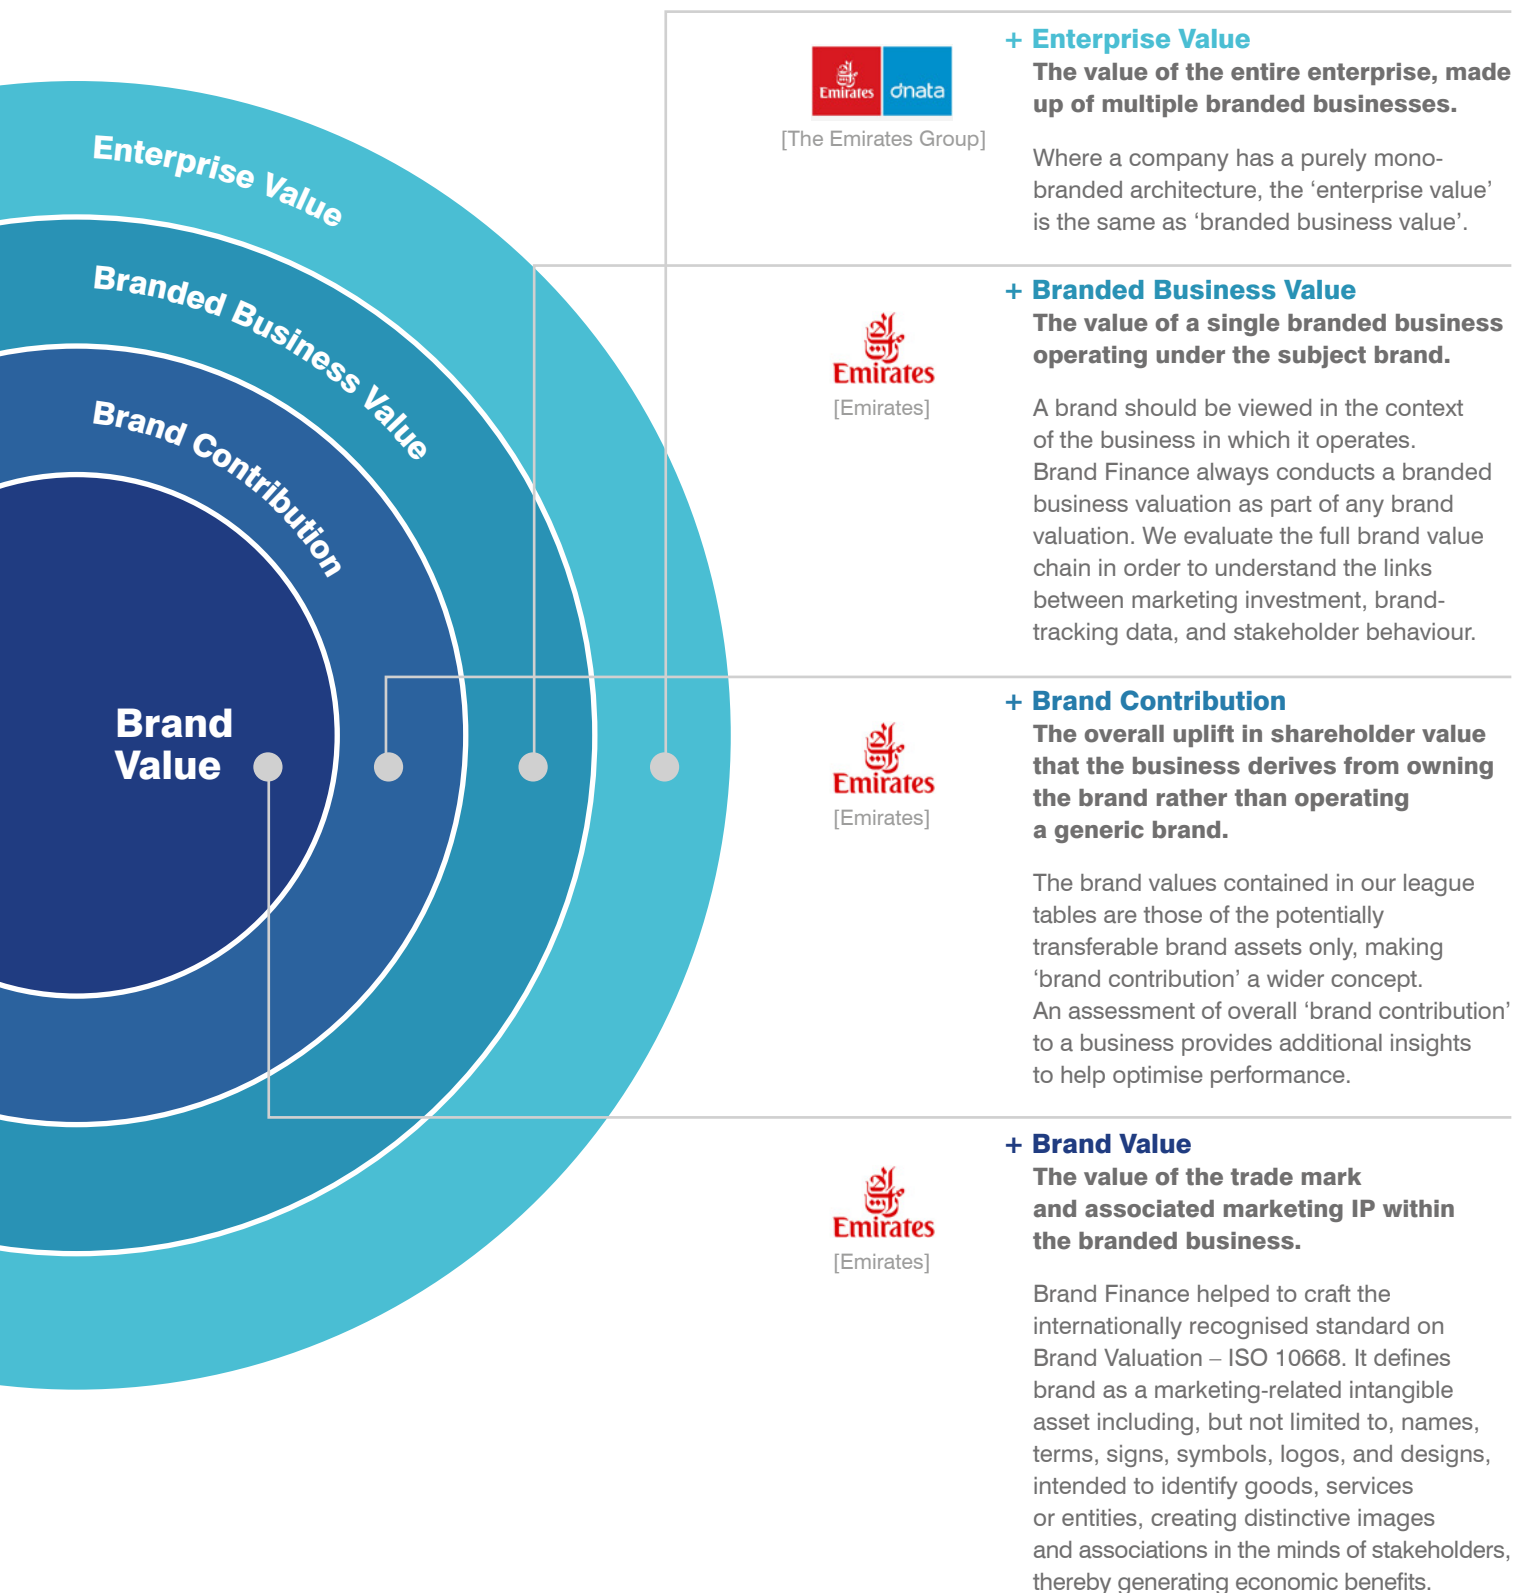 Enterprise Value
Branded Business Value
Brand Contribution
Brand
Value
Emirates
dnata
[The Emirates Group]
+ Enterprise Value
The value of the entire enterprise, made
up of multiple branded businesses.
Where a company has a purely mono-
branded architecture, the ‘enterprise value’
is the same as ‘branded business value’.
Emirates
[Emirates]
+ Branded Business Value
The value of a single branded business
operating under the subject brand.
A brand should be viewed in the context
of the business in which it operates.
Brand Finance always conducts a branded
business valuation as part of any brand
valuation. We evaluate the full brand value
chain in order to understand the links
between marketing investment, brand-
tracking data, and stakeholder behaviour.
Emirates
[Emirates]
+ Brand Contribution
The overall uplift in shareholder value
that the business derives from owning
the brand rather than operating
a generic brand.
The brand values contained in our league
tables are those of the potentially
transferable brand assets only, making
‘brand contribution’ a wider concept.
An assessment of overall ‘brand contribution’
to a business provides additional insights
to help optimise performance.
Emirates
[Emirates]
+ Brand Value
The value of the trade mark
and associated marketing IP within
the branded business.
Brand Finance helped to craft the
internationally recognised standard on
Brand Valuation – ISO 10668. It defines
brand as a marketing-related intangible
asset including, but not limited to, names,
terms, signs, symbols, logos, and designs,
intended to identify goods, services
or entities, creating distinctive images
and associations in the minds of stakeholders,
thereby generating economic benefits.